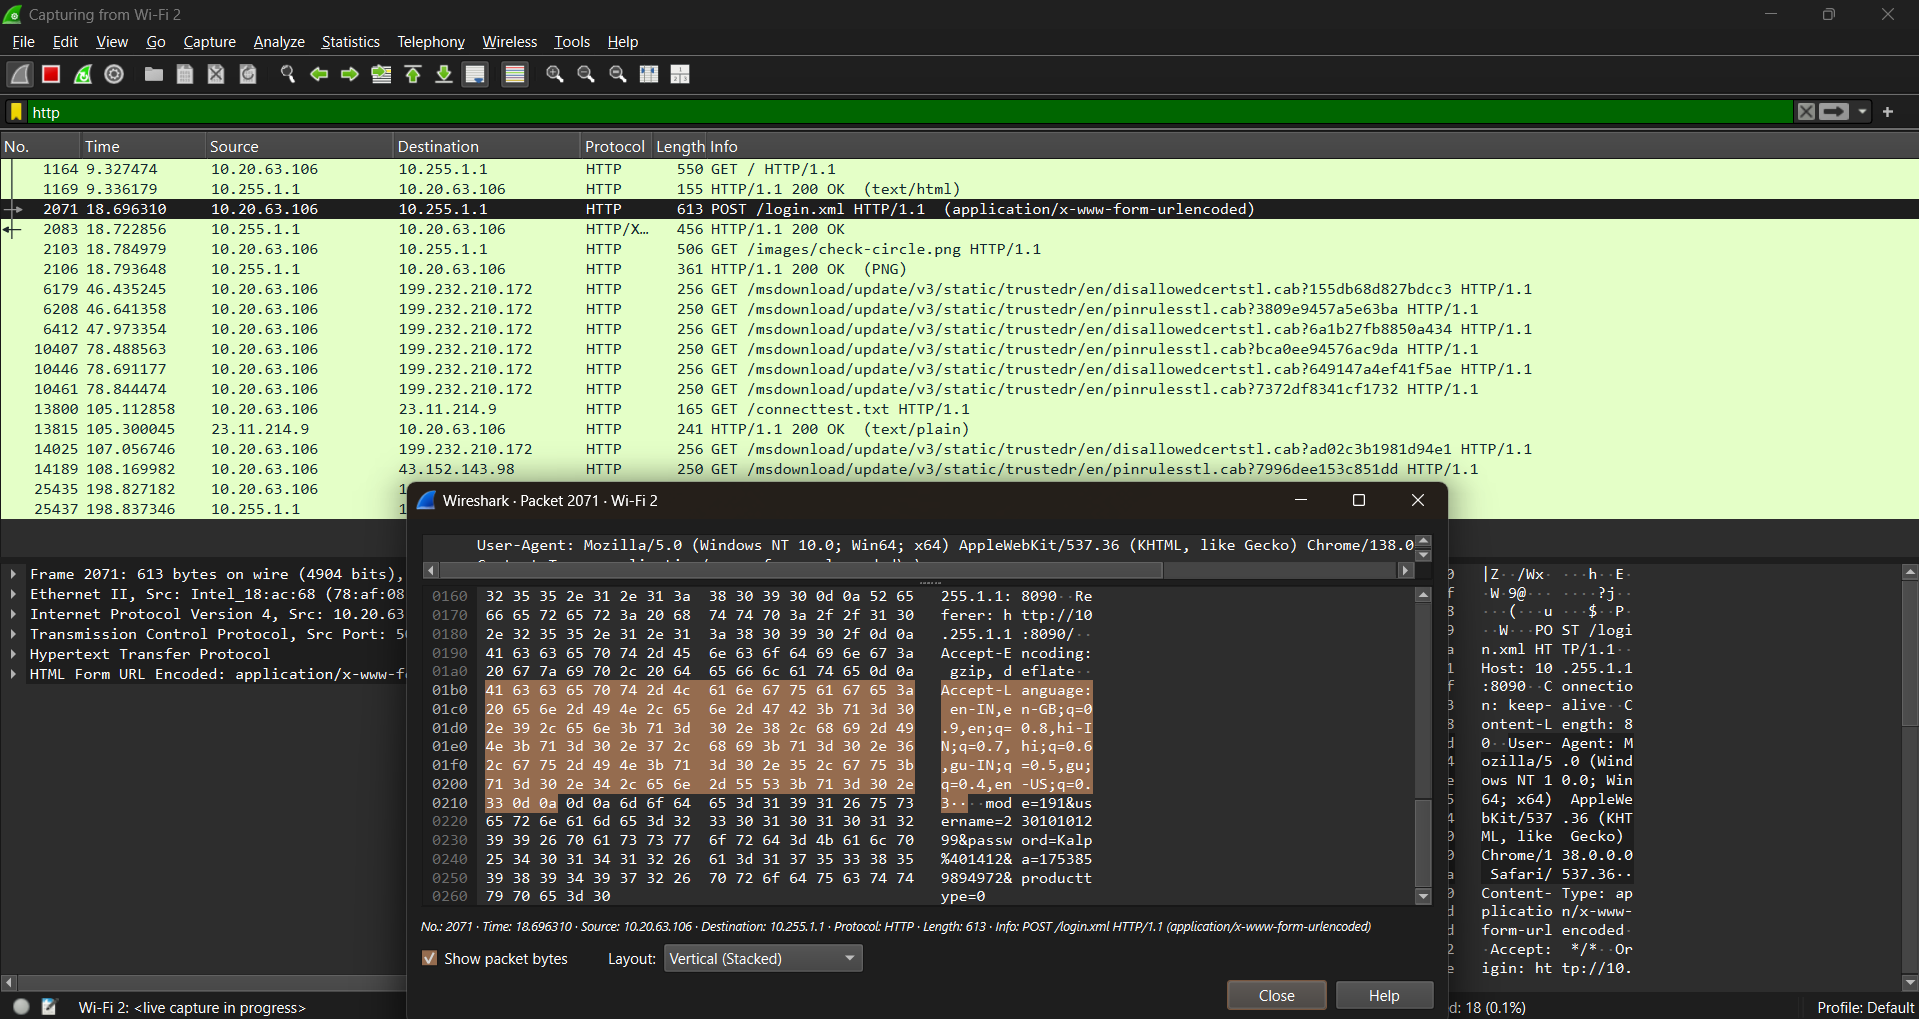 Capturing from Wi-Fi 2
File Edit View Go Capture Analyze Statistics Telephony Wireless Tools Help
http
No. Time Source Destination Protocol Length Info
1164 9.327474 10.20.63.106 10.255.1.1 HTTP 550 GET / HTTP/1.1
1169 9.336179 10.255.1.1 10.20.63.106 HTTP 155 HTTP/1.1 200 OK (text/html)
2071 18.696310 10.20.63.106 10.255.1.1 HTTP 613 POST /login.xml HTTP/1.1 (application/x-www-form-urlencoded)
2083 18.722856 10.255.1.1 10.20.63.106 HTTP/X… 456 HTTP/1.1 200 OK
2103 18.784979 10.20.63.106 10.255.1.1 HTTP 506 GET /images/check-circle.png HTTP/1.1
2106 18.793648 10.255.1.1 10.20.63.106 HTTP 361 HTTP/1.1 200 OK (PNG)
6179 46.435245 10.20.63.106 199.232.210.172 HTTP 256 GET /msdownload/update/v3/static/trustedr/en/disallowedcertstl.cab?155db68d827bdcc3 HTTP/1.1
6208 46.641358 10.20.63.106 199.232.210.172 HTTP 250 GET /msdownload/update/v3/static/trustedr/en/pinrulesstl.cab?3809e9457a5e63ba HTTP/1.1
6412 47.973354 10.20.63.106 199.232.210.172 HTTP 256 GET /msdownload/update/v3/static/trustedr/en/disallowedcertstl.cab?6a1b27fb8850a434 HTTP/1.1
10407 78.488563 10.20.63.106 199.232.210.172 HTTP 250 GET /msdownload/update/v3/static/trustedr/en/pinrulesstl.cab?bca0ee94576ac9da HTTP/1.1
10446 78.691177 10.20.63.106 199.232.210.172 HTTP 256 GET /msdownload/update/v3/static/trustedr/en/disallowedcertstl.cab?649147a4ef41f5ae HTTP/1.1
10461 78.844474 10.20.63.106 199.232.210.172 HTTP 250 GET /msdownload/update/v3/static/trustedr/en/pinrulesstl.cab?7372df8341cf1732 HTTP/1.1
13800 105.112858 10.20.63.106 23.11.214.9 HTTP 165 GET /connecttest.txt HTTP/1.1
13815 105.300045 23.11.214.9 10.20.63.106 HTTP 241 HTTP/1.1 200 OK (text/plain)
14025 107.056746 10.20.63.106 199.232.210.172 HTTP 256 GET /msdownload/update/v3/static/trustedr/en/disallowedcertstl.cab?ad02c3b1981d94e1 HTTP/1.1
14189 108.169982 10.20.63.106 43.152.143.98 HTTP 250 GET /msdownload/update/v3/static/trustedr/en/pinrulesstl.cab?7996dee153c851dd HTTP/1.1
25435 198.827182 10.20.63.106 1
25437 198.837346 10.255.1.1 1
Wireshark · Packet 2071 · Wi-Fi 2
User-Agent: Mozilla/5.0 (Windows NT 10.0; Win64; x64) AppleWebKit/537.36 (KHTML, like Gecko) Chrome/138.0
0160 32 35 35 2e 31 2e 31 3a 38 30 39 30 0d 0a 52 65 255.1.1: 8090··Re
0170 66 65 72 65 72 3a 20 68 74 74 70 3a 2f 2f 31 30 ferer: h ttp://10
0180 2e 32 35 35 2e 31 2e 31 3a 38 30 39 30 2f 0d 0a .255.1.1 :8090/··
0190 41 63 63 65 70 74 2d 45 6e 63 6f 64 69 6e 67 3a Accept-E ncoding:
01a0 20 67 7a 69 70 2c 20 64 65 66 6c 61 74 65 0d 0a gzip, d eflate··
01b0 41 63 63 65 70 74 2d 4c 61 6e 67 75 61 67 65 3a Accept-L anguage:
01c0 20 65 6e 2d 49 4e 2c 65 6e 2d 47 42 3b 71 3d 30 en-IN,e n-GB;q=0
01d0 2e 39 2c 65 6e 3b 71 3d 30 2e 38 2c 68 69 2d 49 .9,en;q= 0.8,hi-I
01e0 4e 3b 71 3d 30 2e 37 2c 68 69 3b 71 3d 30 2e 36 N;q=0.7, hi;q=0.6
01f0 2c 67 75 2d 49 4e 3b 71 3d 30 2e 35 2c 67 75 3b ,gu-IN;q =0.5,gu;
0200 71 3d 30 2e 34 2c 65 6e 2d 55 53 3b 71 3d 30 2e q=0.4,en -US;q=0.
0210 33 0d 0a 0d 0a 6d 6f 64 65 3d 31 39 31 26 75 73 3····mod e=191&us
0220 65 72 6e 61 6d 65 3d 32 33 30 31 30 31 30 31 32 ername=2 30101012
0230 39 39 26 70 61 73 73 77 6f 72 64 3d 4b 61 6c 70 99&passw ord=Kalp
0240 25 34 30 31 34 31 32 26 61 3d 31 37 35 33 38 35 %401412& a=175385
0250 39 38 39 34 39 37 32 26 70 72 6f 64 75 63 74 74 9894972& productt
0260 79 70 65 3d 30 ype=0
No.: 2071 · Time: 18.696310 · Source: 10.20.63.106 · Destination: 10.255.1.1 · Protocol: HTTP · Length: 613 · Info: POST /login.xml HTTP/1.1 (application/x-www-form-urlencoded)
Show packet bytes Layout: Vertical (Stacked)
Close Help
Frame 2071: 613 bytes on wire (4904 bits),
Ethernet II, Src: Intel_18:ac:68 (78:af:08
Internet Protocol Version 4, Src: 10.20.63
Transmission Control Protocol, Src Port: 5
Hypertext Transfer Protocol
HTML Form URL Encoded: application/x-www-f
|Z··/Wx· ···h··E·
·W·9@··· ····?j··
···(···u ···$··P·
··W···PO ST /logi
n.xml HT TP/1.1··
Host: 10 .255.1.1
:8090··C onnectio
n: keep- alive··C
ontent-L ength: 8
0··User- Agent: M
ozilla/5 .0 (Wind
ows NT 1 0.0; Win
64; x64) AppleWe
bKit/537 .36 (KHT
ML, like Gecko)
Chrome/1 38.0.0.0
Safari/ 537.36··
Content- Type: ap
plicatio n/x-www-
form-url encoded·
·Accept: */*··Or
igin: ht tp://10.
Wi-Fi 2: <live capture in progress>
d: 18 (0.1%)
Profile: Default